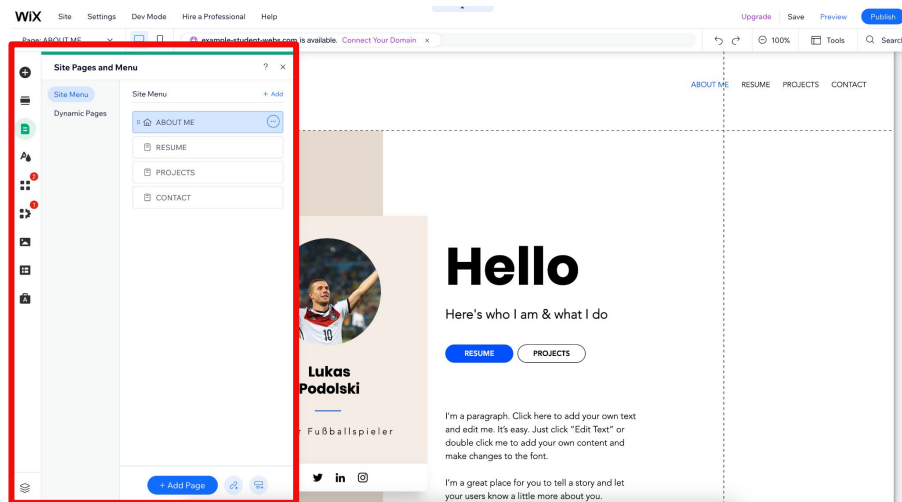 WiX Site Settings Dev Mode Hire a Professional Help Upgrade Save Preview Publish
Page: ABOUT ME example-student-webs.com is available. Connect Your Domain × 100% Tools Search
Site Pages and Menu ? ×
Site Menu
Dynamic Pages
Site Menu + Add
ABOUT ME
RESUME
PROJECTS
CONTACT
2
1
A
+ Add Page
ABOUT ME RESUME PROJECTS CONTACT
10
Lukas
Podolski
Fußballspieler
in
Hello
Here's who I am & what I do
RESUME PROJECTS
I'm a paragraph. Click here to add your own text
and edit me. It's easy. Just click "Edit Text" or
double click me to add your own content and
make changes to the font.
I'm a great place for you to tell a story and let
your users know a little more about you.